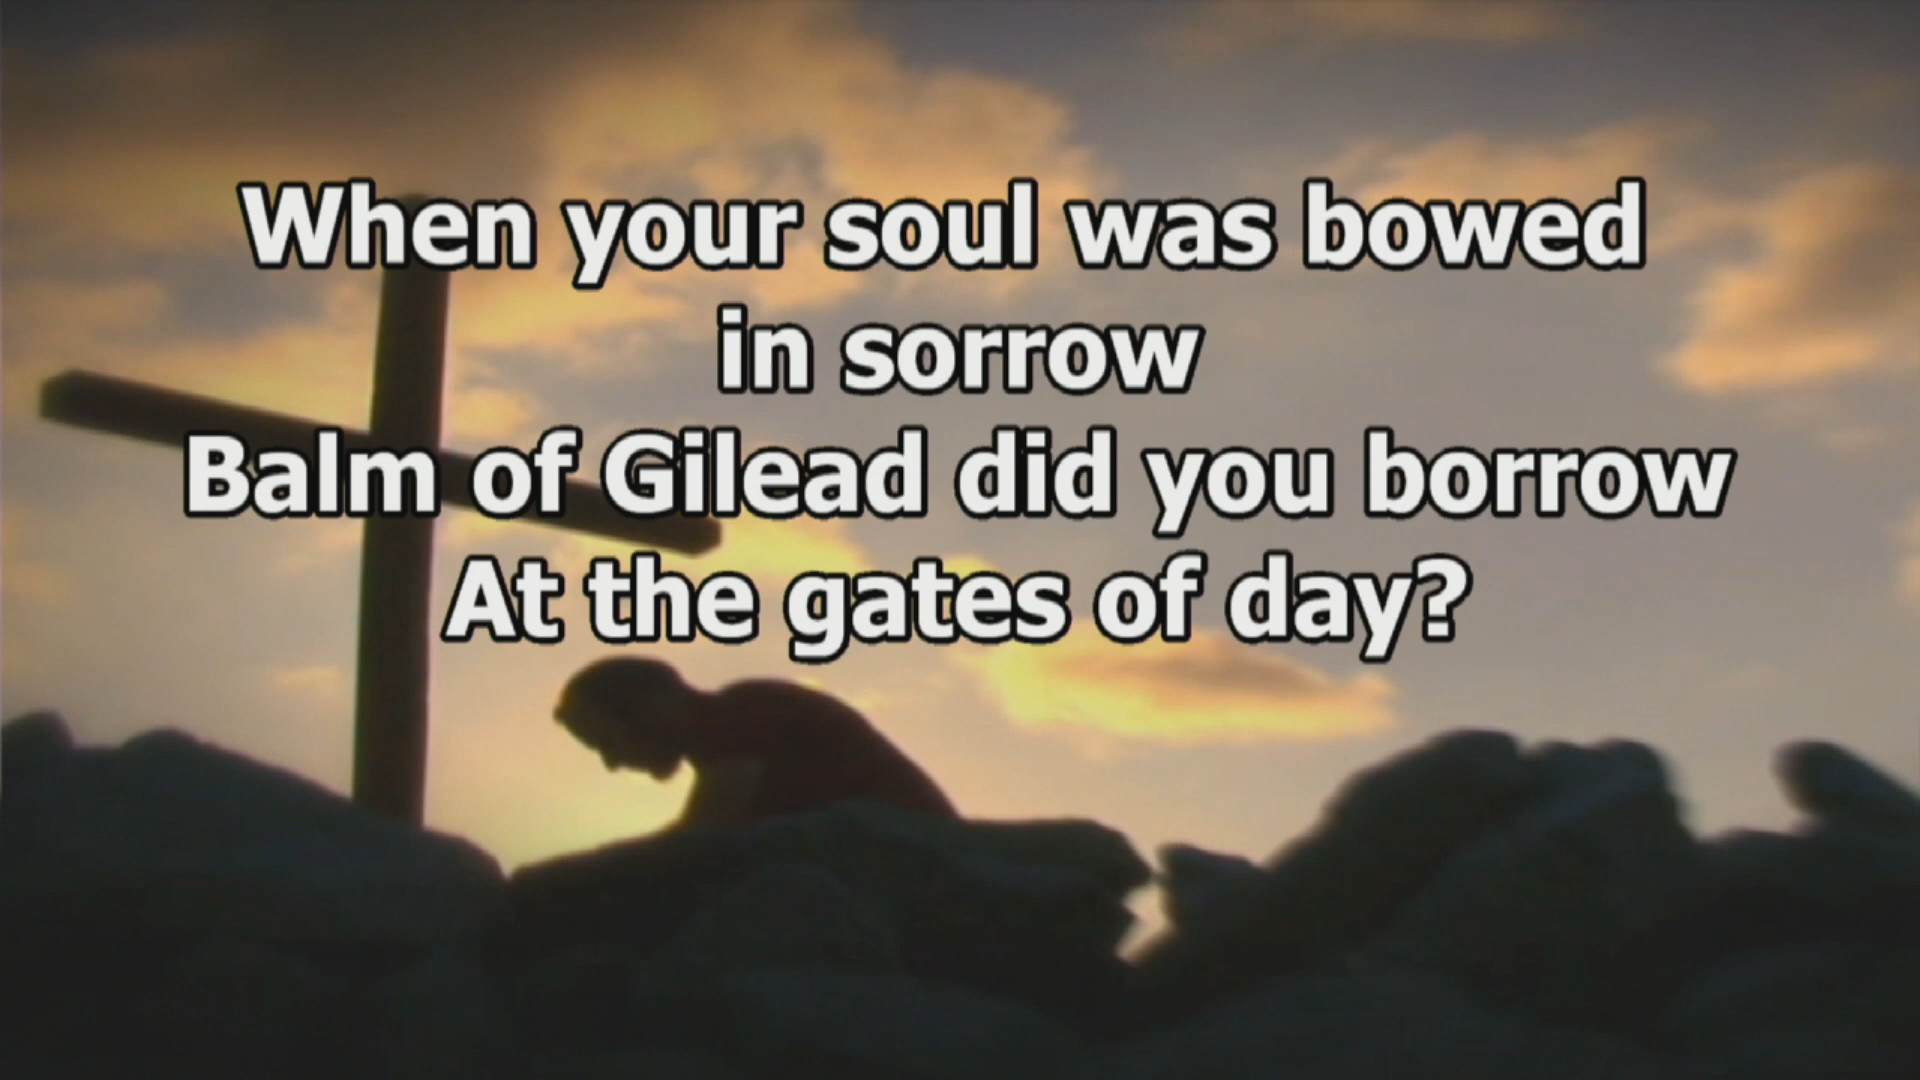 When your soul was bowed
in sorrow
Balm of Gilead did you borrow
At the gates of day?